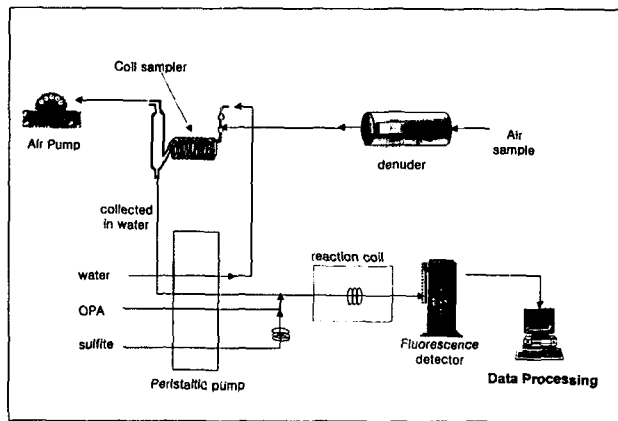 Coil sampler
Air Pump
denuder
Air
sample
collected
in water
reaction coil
water
OPA
sulfite
Fluorescence
detector
Peristaltic pump
Data Processing